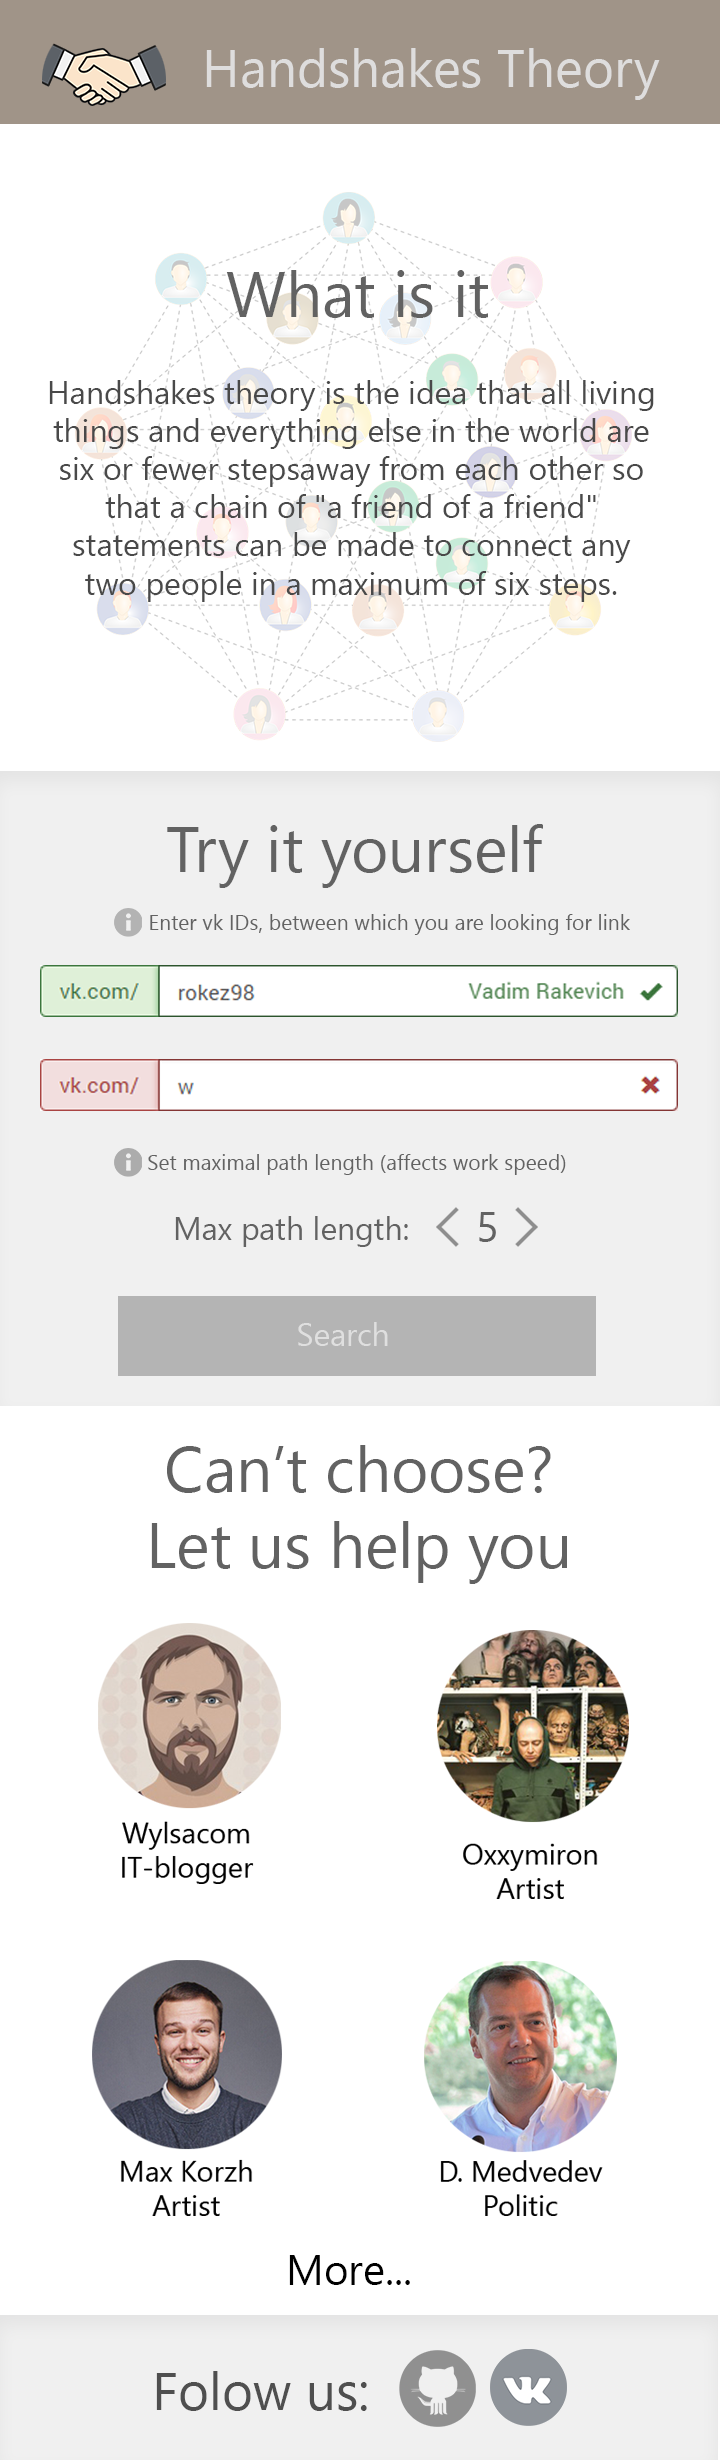 Handshakes Theory
What is it
Handshakes theory is the idea that all living
things and everything else in the world are
six or fewer stepsaway from each other so
that a chain of "a friend of a friend"
statements can be made to connect any
two people in a maximum of six steps.
Try it yourself
Enter vk IDs, between which you are looking for link
vk.com/ rokez98 Vadim Rakevich
vk.com/ w
Set maximal path length (affects work speed)
Max path length: < 5 >
Search
Can’t choose?
Let us help you
Wylsacom
IT-blogger
Oxxymiron
Artist
Max Korzh
Artist
D. Medvedev
Politic
More...
Folow us: